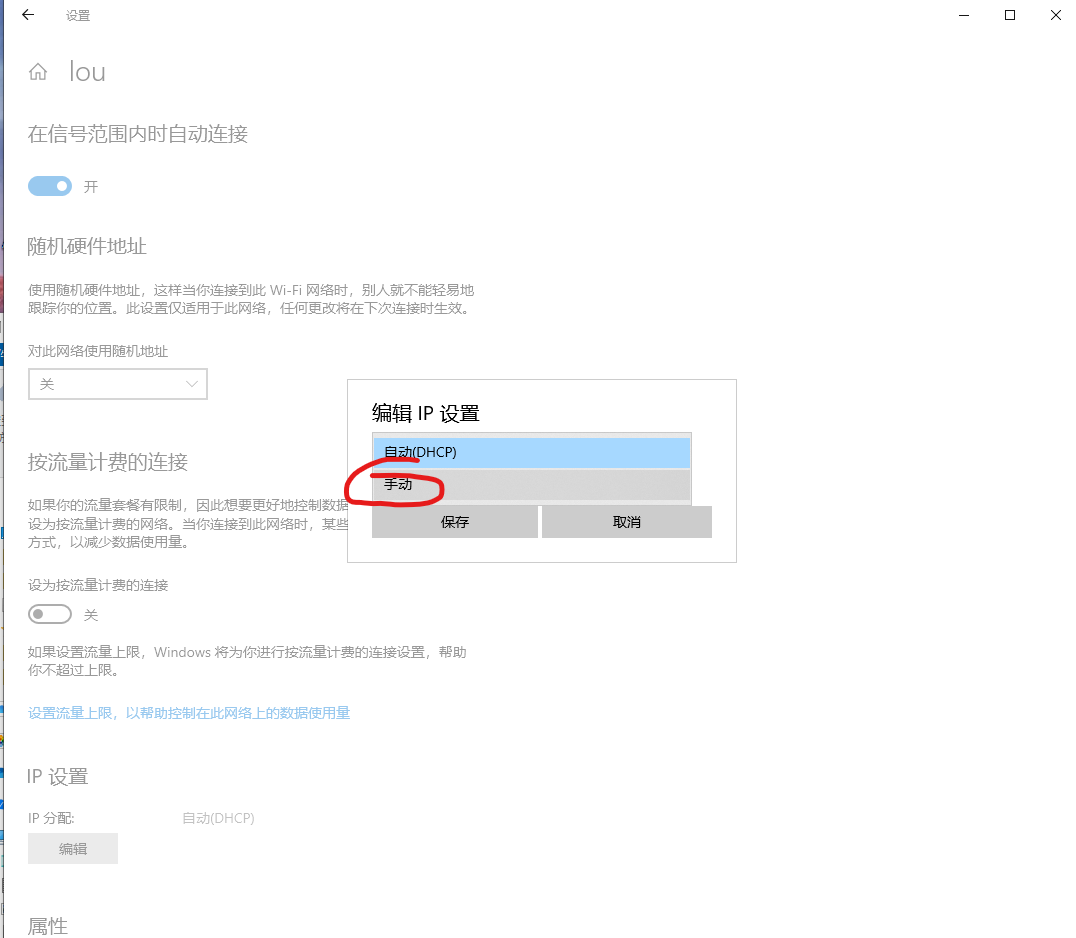 设置
lou
在信号范围内时自动连接
开
随机硬件地址
使用随机硬件地址，这样当你连接到此 Wi-Fi 网络时，别人就不能轻易地
跟踪你的位置。此设置仅适用于此网络，任何更改将在下次连接时生效。
对此网络使用随机地址
关
按流量计费的连接
如果你的流量套餐有限制，因此想要更好地控制数据
设为按流量计费的网络。当你连接到此网络时，某些
方式，以减少数据使用量。
设为按流量计费的连接
关
如果设置流量上限，Windows 将为你进行按流量计费的连接设置，帮助
你不超过上限。
设置流量上限，以帮助控制在此网络上的数据使用量
IP 设置
IP 分配: 自动(DHCP)
编辑
属性
编辑 IP 设置
自动(DHCP)
手动
保存 取消